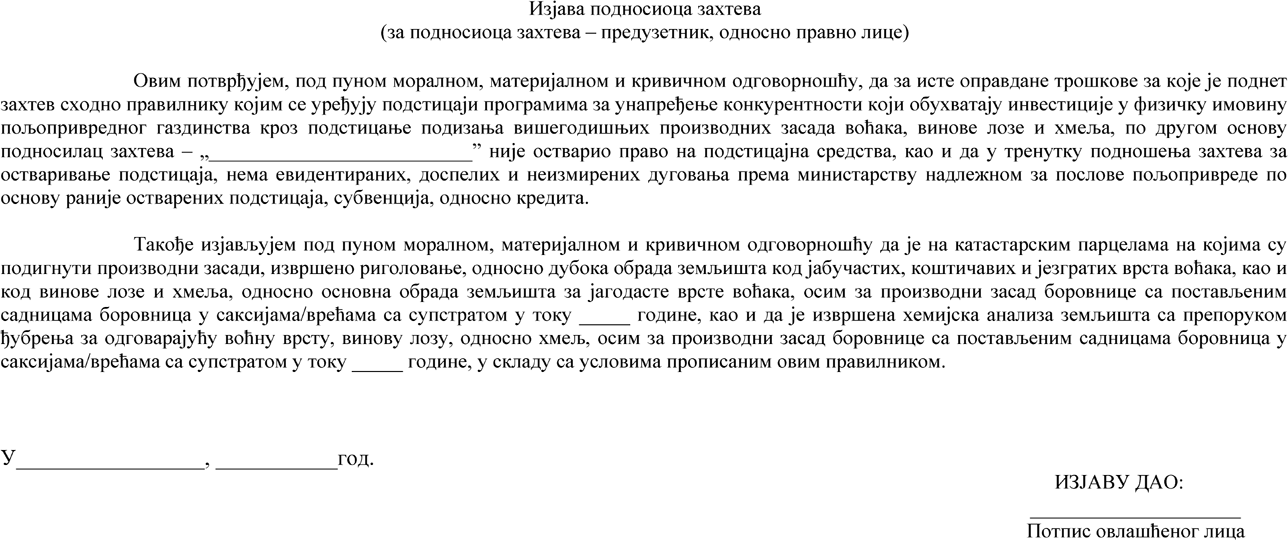 Изјава подносиоца захтева
(за подносиоца захтева – предузетник, односно правно лице)
Овим потврђујем, под пуном моралном, материјалном и кривичном одговорношћу, да за исте оправдане трошкове за које је поднет
захтев сходно правилнику којим се уређују подстицаји програмима за унапређење конкурентности који обухватају инвестиције у физичку имовину
пољопривредног газдинства кроз подстицање подизања вишегодишњих производних засада воћака, винове лозе и хмеља, по другом основу
подносилац захтева – „__________________________” није остварио право на подстицајна средства, као и да у тренутку подношења захтева за
остваривање подстицаја, нема евидентираних, доспелих и неизмирених дуговања према министарству надлежном за послове пољопривреде по
основу раније остварених подстицаја, субвенција, односно кредита.
Такође изјављујем под пуном моралном, материјалном и кривичном одговорношћу да је на катастарским парцелама на којима су
подигнути производни засади, извршено риголовање, односно дубока обрада земљишта код јабучастих, коштичавих и језгратих врста воћака, као и
код винове лозе и хмеља, односно основна обрада земљишта за јагодасте врсте воћака, осим за производни засад боровнице са постављеним
садницама боровница у саксијама/врећама са супстратом у току _____ године, као и да је извршена хемијска анализа земљишта са препоруком
ђубрења за одговарајућу воћну врсту, винову лозу, односно хмељ, осим за производни засад боровнице са постављеним садницама боровница у
саксијама/врећама са супстратом у току _____ године, у складу са условима прописаним овим правилником.
У_________________, ___________год.
ИЗЈАВУ ДАО:
_____________________
Потпис овлашћеног лица